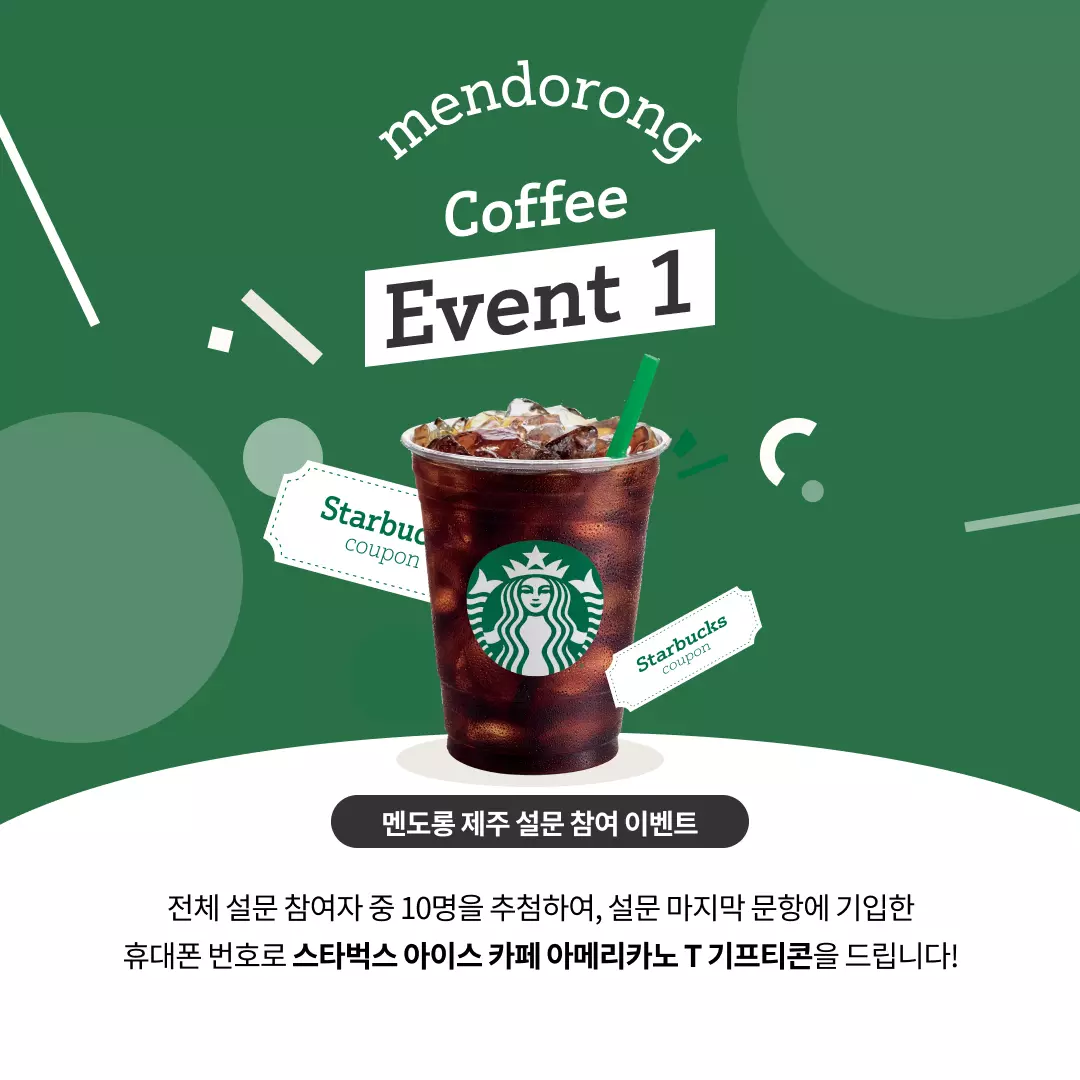 mendorong
Coffee
Event 1
Starbuc
coupon
Starbucks
coupon
멘도롱 제주 설문 참여 이벤트
전체 설문 참여자 중 10명을 추첨하여, 설문 마지막 문항에 기입한
휴대폰 번호로 스타벅스 아이스 카페 아메리카노 T 기프티콘을 드립니다!